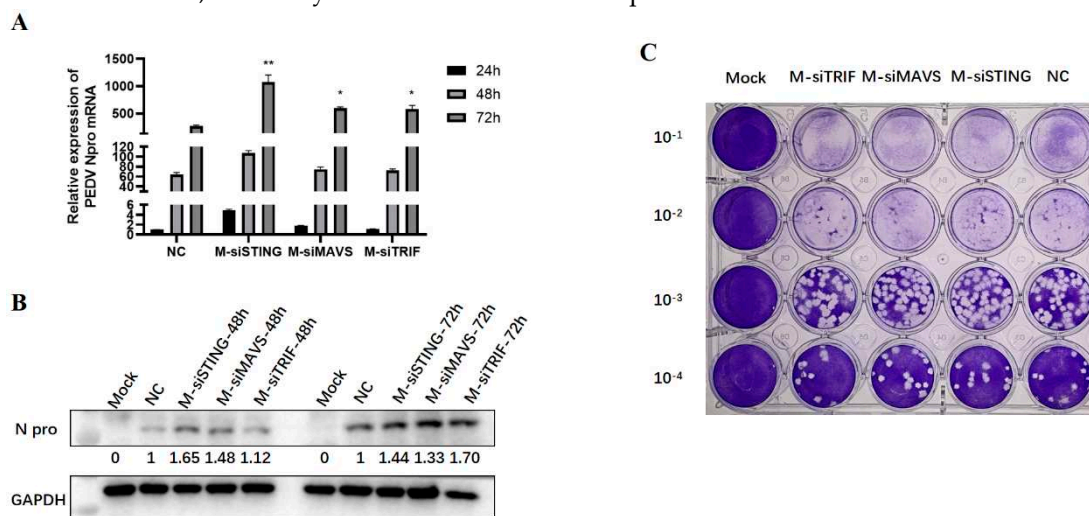 A
Relative expression of
PEDV Npro mRNA
1500
1000
500
0
120
100
80
60
40
6
4
2
0
**
*
*
24h
48h
72h
NC M-siSTING M-siMAVS M-siTRIF
B
Mock NC M-siSTING-48h M-siMAVS-48h M-siTRIF-48h Mock NC M-siSTING-72h M-siMAVS-72h M-siTRIF-72h
N pro
0 1 1.65 1.48 1.12 0 1 1.44 1.33 1.70
GAPDH
C
Mock M-siTRIF M-siMAVS M-siSTING NC
10-1
10-2
10-3
10-4